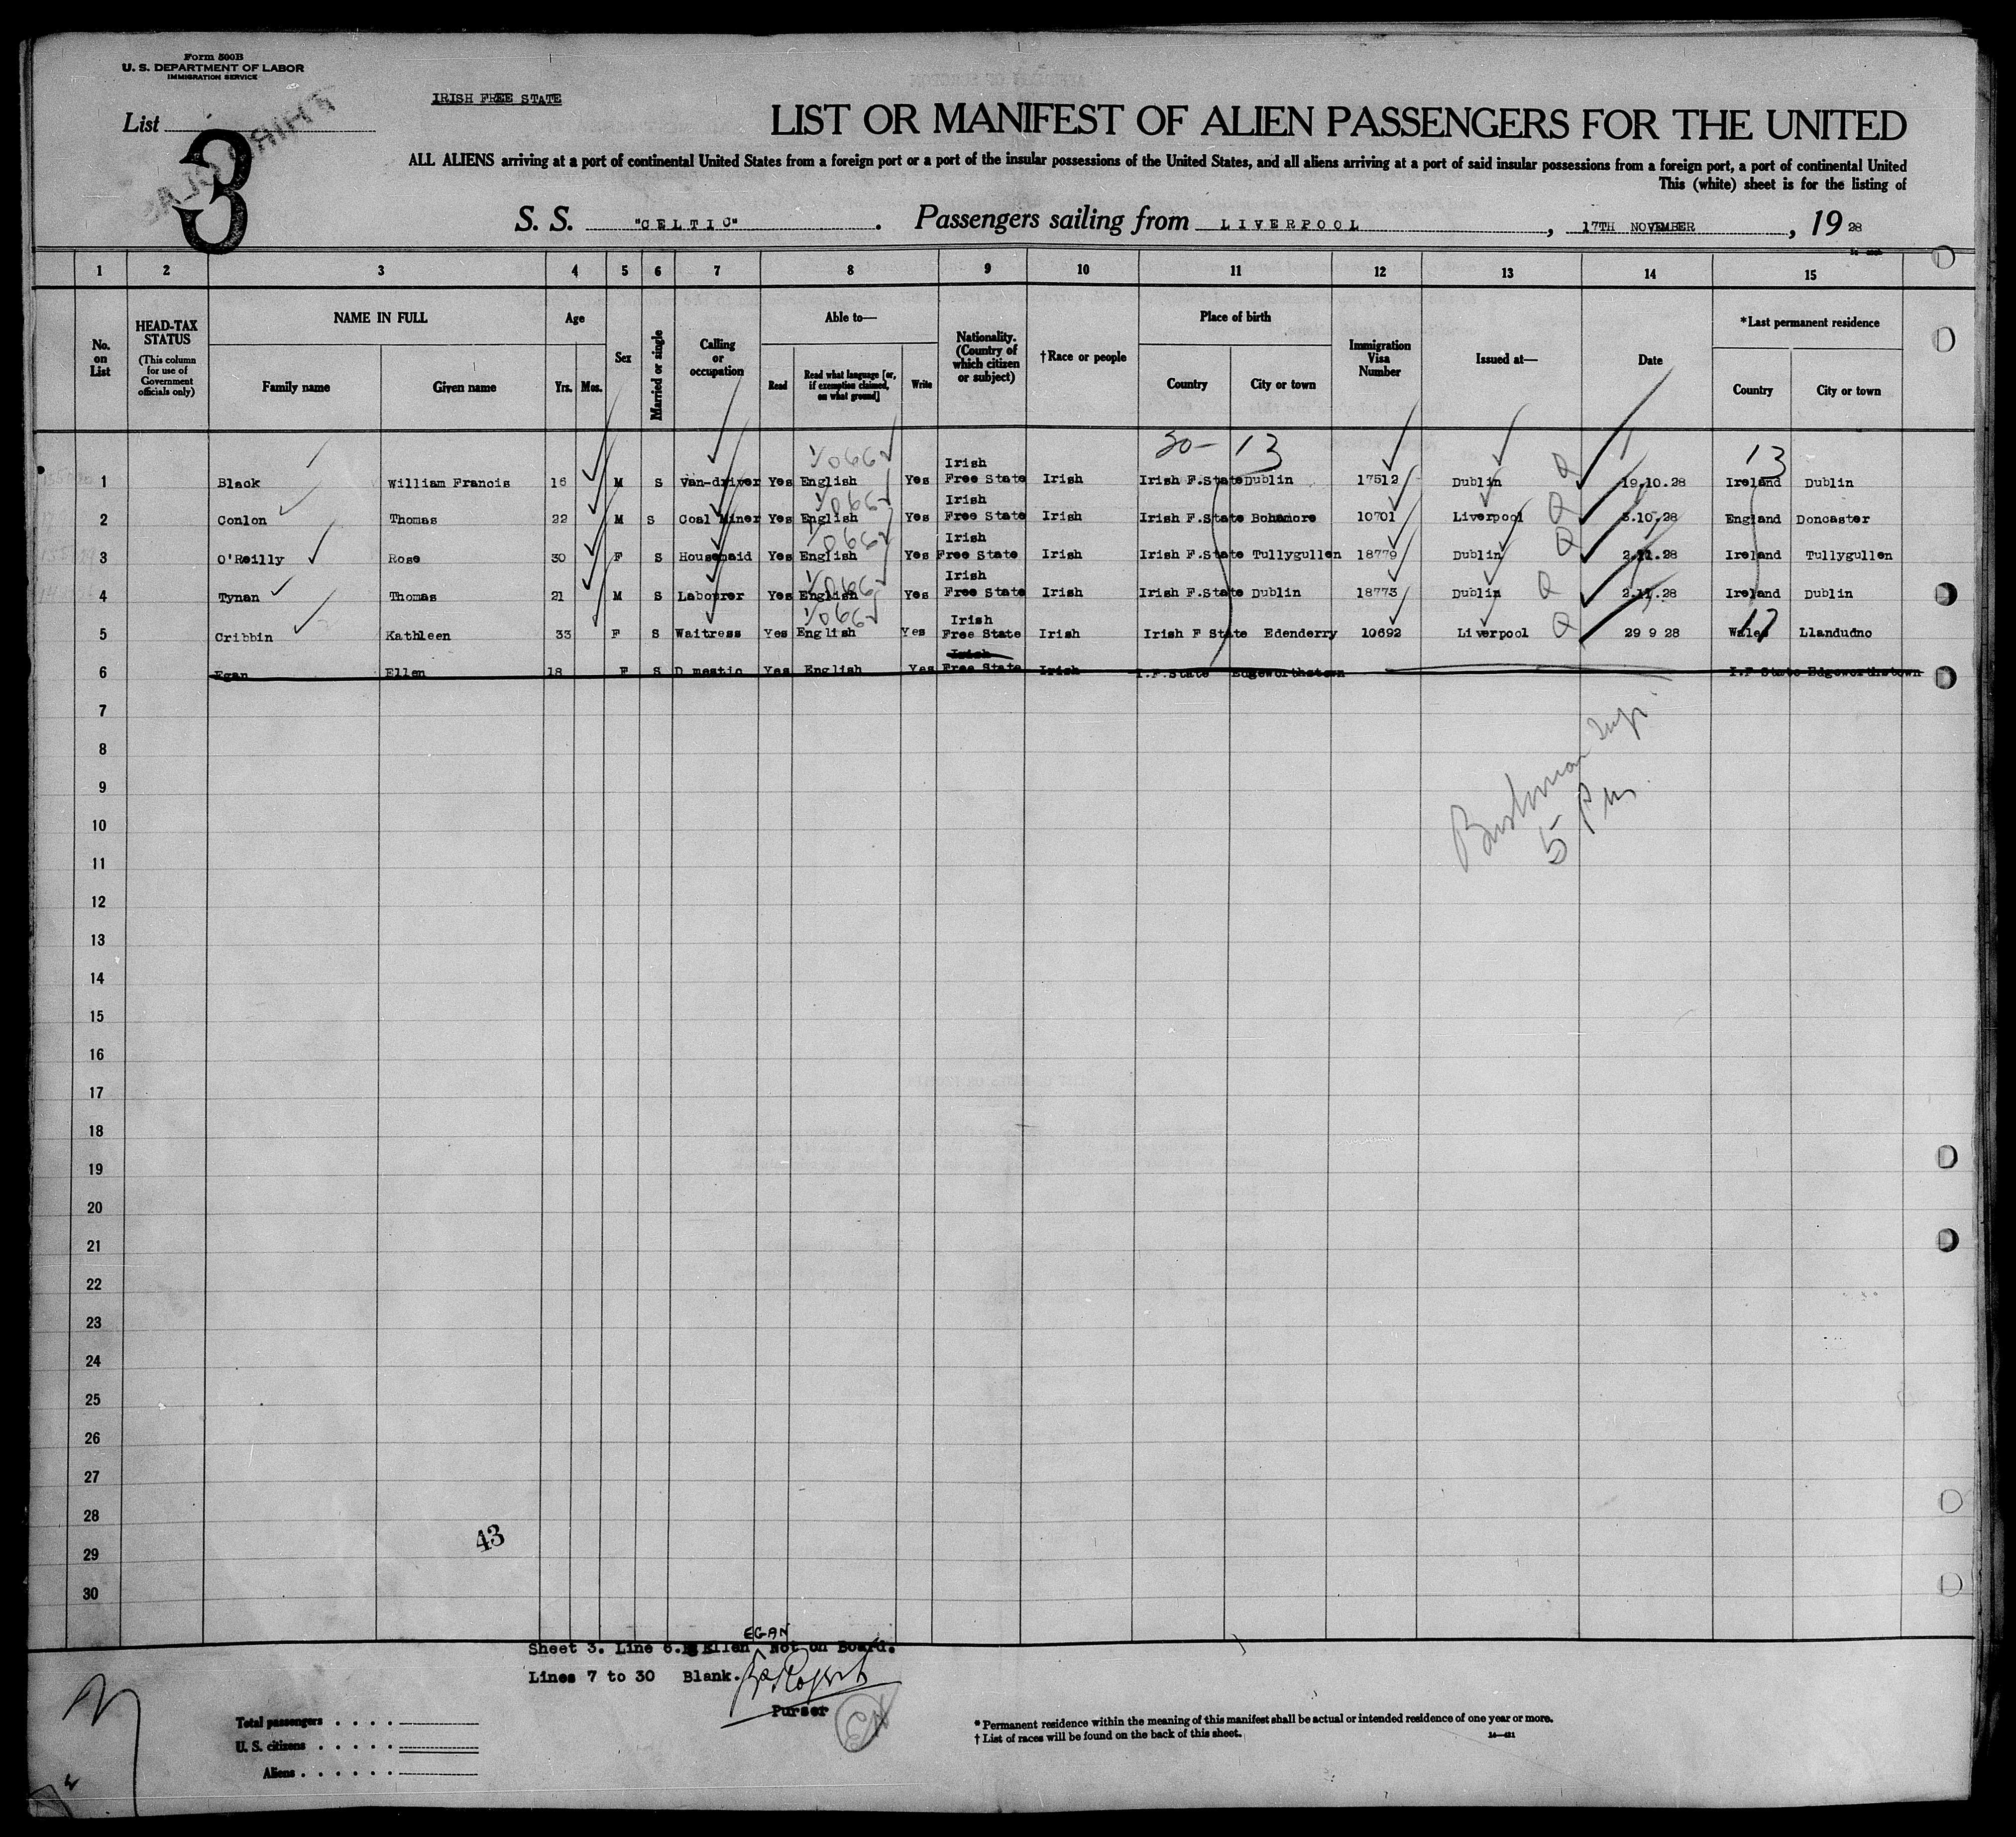 Form 500B
U. S. DEPARTMENT OF LABOR
IMMIGRATION SERVICE
IRISH FREE STATE
List
3
THIRD CLASS
LIST OR MANIFEST OF ALIEN PASSENGERS FOR THE UNITED
ALL ALIENS arriving at a port of continental United States from a foreign port or a port of the insular possessions of the United States, and all aliens arriving at a port of said insular possessions from a foreign port, a port of continental United
This (white) sheet is for the listing of
S. S. "CELTIC". Passengers sailing from LIVERPOOL, 17TH NOVEMBER, 19 28
1 2 3 4 5 6 7 8 9 10 11 12 13 14 15
No. on List
HEAD-TAX STATUS
(This column for use of Government officials only)
NAME IN FULL
Family name Given name
Age
Yrs. Mos.
Sex
Married or single
Calling or occupation
Able to—
Read
Read what language [or, if exemption claimed, on what ground]
Write
Nationality. (Country of which citizen or subject)
†Race or people
Place of birth
Country City or town
Immigration Visa Number
Issued at—
Date
*Last permanent residence
Country City or town
30- 13 13
1 Black William Francis 16 M S Van-driver Yes English Yes Irish Free State Irish Irish F.State Dublin 17512 Dublin 19.10.28 Ireland Dublin
2 Conlon Thomas 22 M S Coal Miner Yes English Yes Irish Free State Irish Irish F.State Bohamore 10701 Liverpool 3.10.28 England Doncaster
3 O'Reilly Rose 30 F S Housemaid Yes English Yes Irish Free State Irish Irish F.State Tullygullen 18779 Dublin 2.11.28 Ireland Tullygullen
4 Tynan Thomas 21 M S Labourer Yes English Yes Irish Free State Irish Irish F.State Dublin 18773 Dublin 2.11.28 Ireland Dublin
5 Cribbin Kathleen 33 F S Waitress Yes English Yes Irish Free State Irish Irish F State Edenderry 10692 Liverpool 29 9 28 Wales Llandudno
6 Egan Ellen 18 F S D mestic Yes English Yes Irish Free State Irish I.F.State Edgeworthstown I.F State Edgeworthstown
7
8
9
10
11
12
13
14
15
16
17
18
19
20
21
22
23
24
25
26
27
28
29
30
5 Pm
43
EGAN
Sheet 3. Line 6. Ellen Not on Board.
Lines 7 to 30 Blank.
Purser
Total passengers
U. S. citizens
Aliens
* Permanent residence within the meaning of this manifest shall be actual or intended residence of one year or more.
† List of races will be found on the back of this sheet.